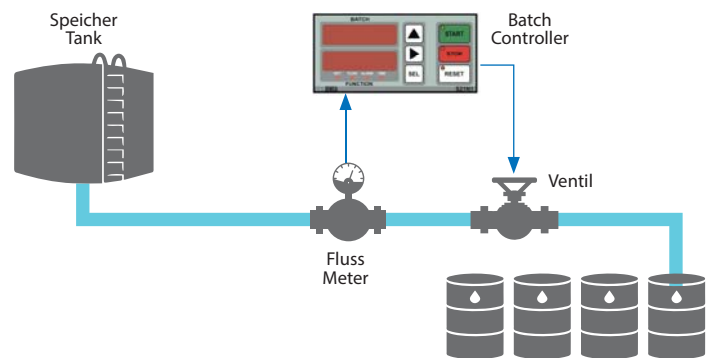 Speicher
Tank
BATCH
START
STOP
SEL
RESET
FUNCTION
Batch
Controller
Ventil
Fluss
Meter